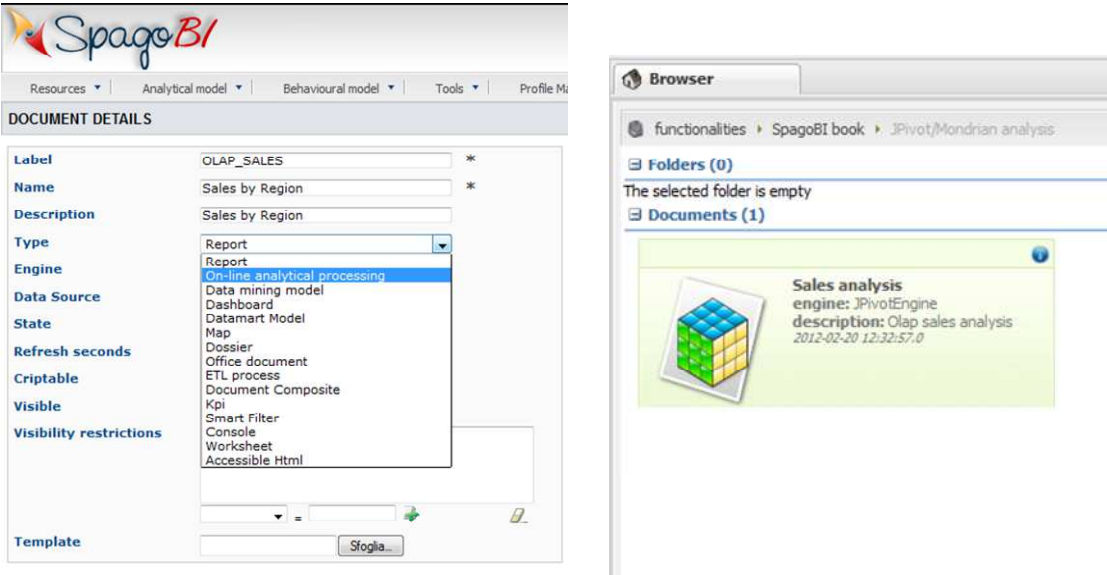 SpagoBI
Resources Analytical model Behavioural model Tools Profile Ma
DOCUMENT DETAILS
Label OLAP_SALES *
Name Sales by Region *
Description Sales by Region
Type Report
Engine
Data Source
State
Refresh seconds
Criptable
Visible
Visibility restrictions
Report
On-line analytical processing
Data mining model
Dashboard
Datamart Model
Map
Dossier
Office document
ETL process
Document Composite
Kpi
Smart Filter
Console
Worksheet
Accessible Html
=
Template Sfoglia...
Browser
functionalities SpagoBI book JPivot/Mondrian analysis
Folders (0)
The selected folder is empty
Documents (1)
Sales analysis
engine: JPivotEngine
description: Olap sales analysis
2012-02-20 12:32:57.0